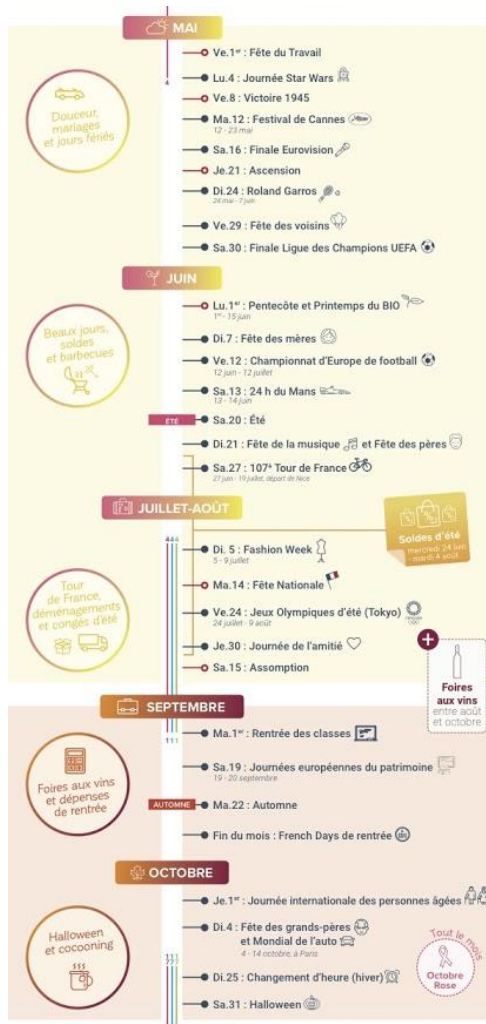 MAI
Ve.1er : Fête du Travail
4
Lu.4 : Journée Star Wars
Ve.8 : Victoire 1945
Douceur,
mariages
et jours fériés
Ma.12 : Festival de Cannes
12 - 23 mai
Sa.16 : Finale Eurovision
Je.21 : Ascension
Di.24 : Roland Garros
24 mai - 7 juin
Ve.29 : Fête des voisins
Sa.30 : Finale Ligue des Champions UEFA
JUIN
Lu.1er : Pentecôte et Printemps du BIO
1er - 15 juin
Beaux jours,
soldes
et barbecues
Di.7 : Fête des mères
Ve.12 : Championnat d'Europe de football
12 juin - 12 juillet
Sa.13 : 24 h du Mans
13 - 14 juin
ÉTÉ
Sa.20 : Été
Di.21 : Fête de la musique et Fête des pères
Sa.27 : 107e Tour de France
27 juin - 19 juillet, départ de Nice
JUILLET-AOÛT
Soldes d'été
mercredi 24 juin
- mardi 4 août
Di. 5 : Fashion Week
5 - 9 juillet
Tour
de France,
déménagements
et congés d'été
Ma.14 : Fête Nationale
Ve.24 : Jeux Olympiques d'été (Tokyo)
24 juillet - 9 août
Je.30 : Journée de l'amitié
Sa.15 : Assomption
+
Foires
aux vins
entre août
et octobre
SEPTEMBRE
Ma.1er : Rentrée des classes
1 1 1
Foires aux vins
et dépenses
de rentrée
Sa.19 : Journées européennes du patrimoine
19 - 20 septembre
AUTOMNE
Ma.22 : Automne
Fin du mois : French Days de rentrée
OCTOBRE
Je.1er : Journée internationale des personnes âgées
Halloween
et cocooning
Di.4 : Fête des grands-pères
et Mondial de l'auto
4 - 14 octobre, à Paris
Tout le mois
Octobre
Rose
Di.25 : Changement d'heure (hiver)
Sa.31 : Halloween